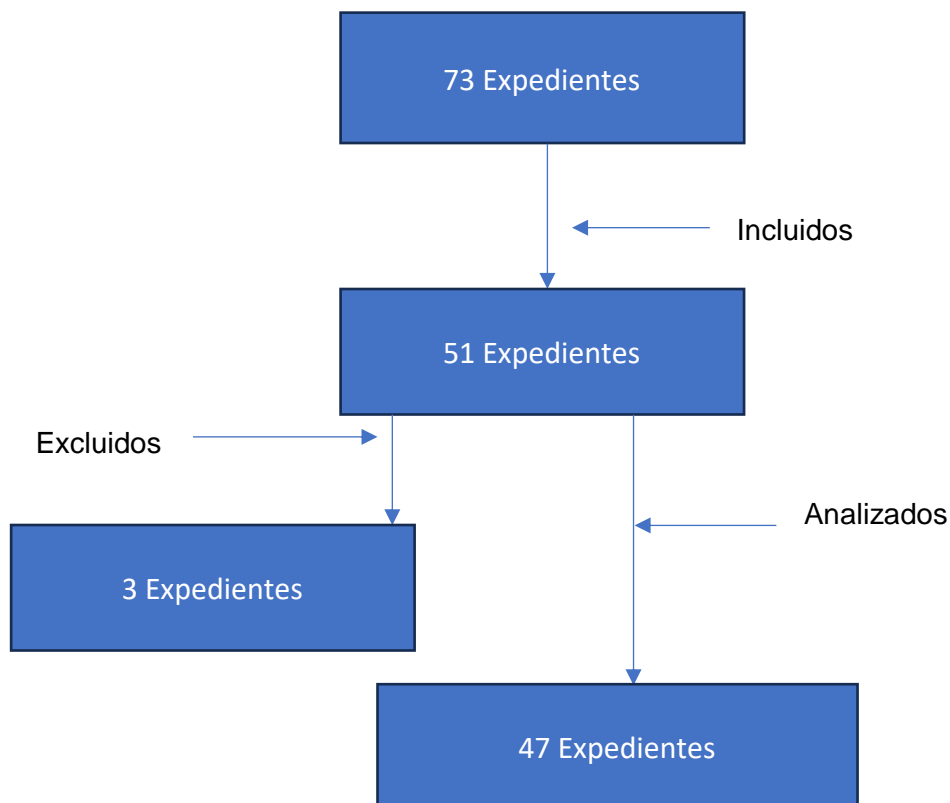 73 Expedientes
Incluidos
51 Expedientes
Excluidos
Analizados
3 Expedientes
47 Expedientes